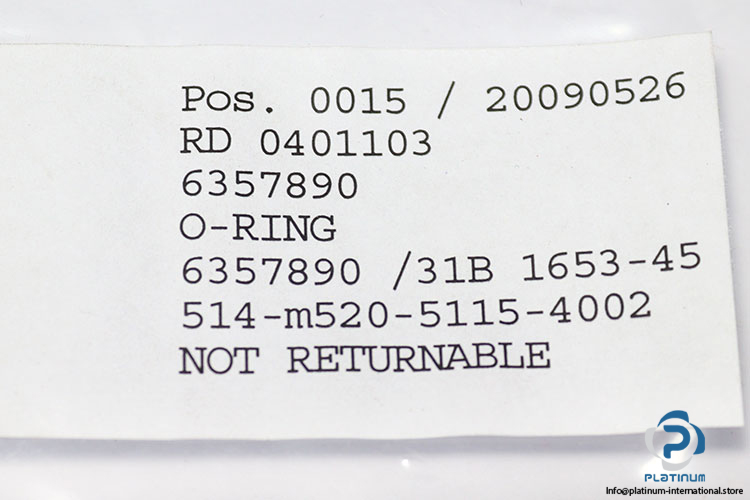 Pos. 0015 / 20090526
RD 0401103
6357890
O-RING
6357890 /31B 1653-45
514-m520-5115-4002
NOT RETURNABLE
PLATINUM
Info@platinum-international.store